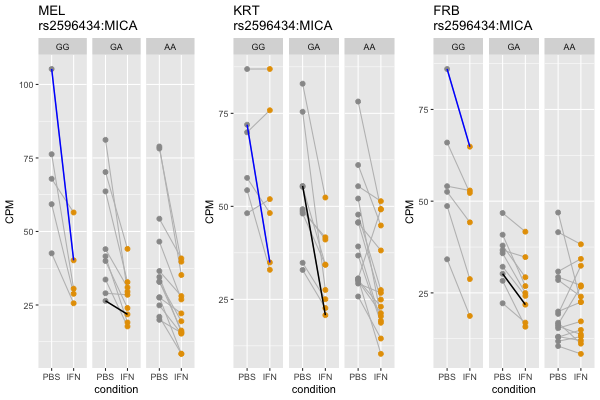 MEL
rs2596434:MICA
GG GA AA
CPM
100
75
50
25
PBS IFN PBS IFN PBS IFN
condition
KRT
rs2596434:MICA
GG GA AA
CPM
75
50
25
PBS IFN PBS IFN PBS IFN
condition
FRB
rs2596434:MICA
GG GA AA
CPM
75
50
25
PBS IFN PBS IFN PBS IFN
condition